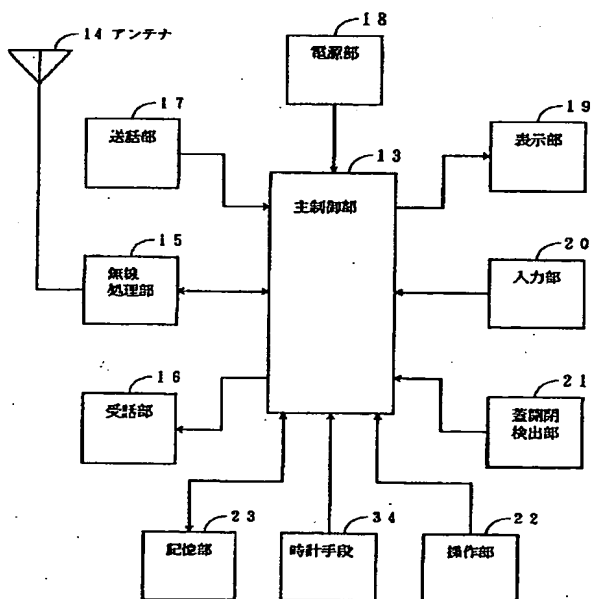 14 アンテナ
18
電源部
17
送話部
19
表示部
13
主制御部
15
無線
処理部
20
入力部
16
受話部
21
蓋開閉
検出部
23
記憶部
34
時計手段
22
操作部